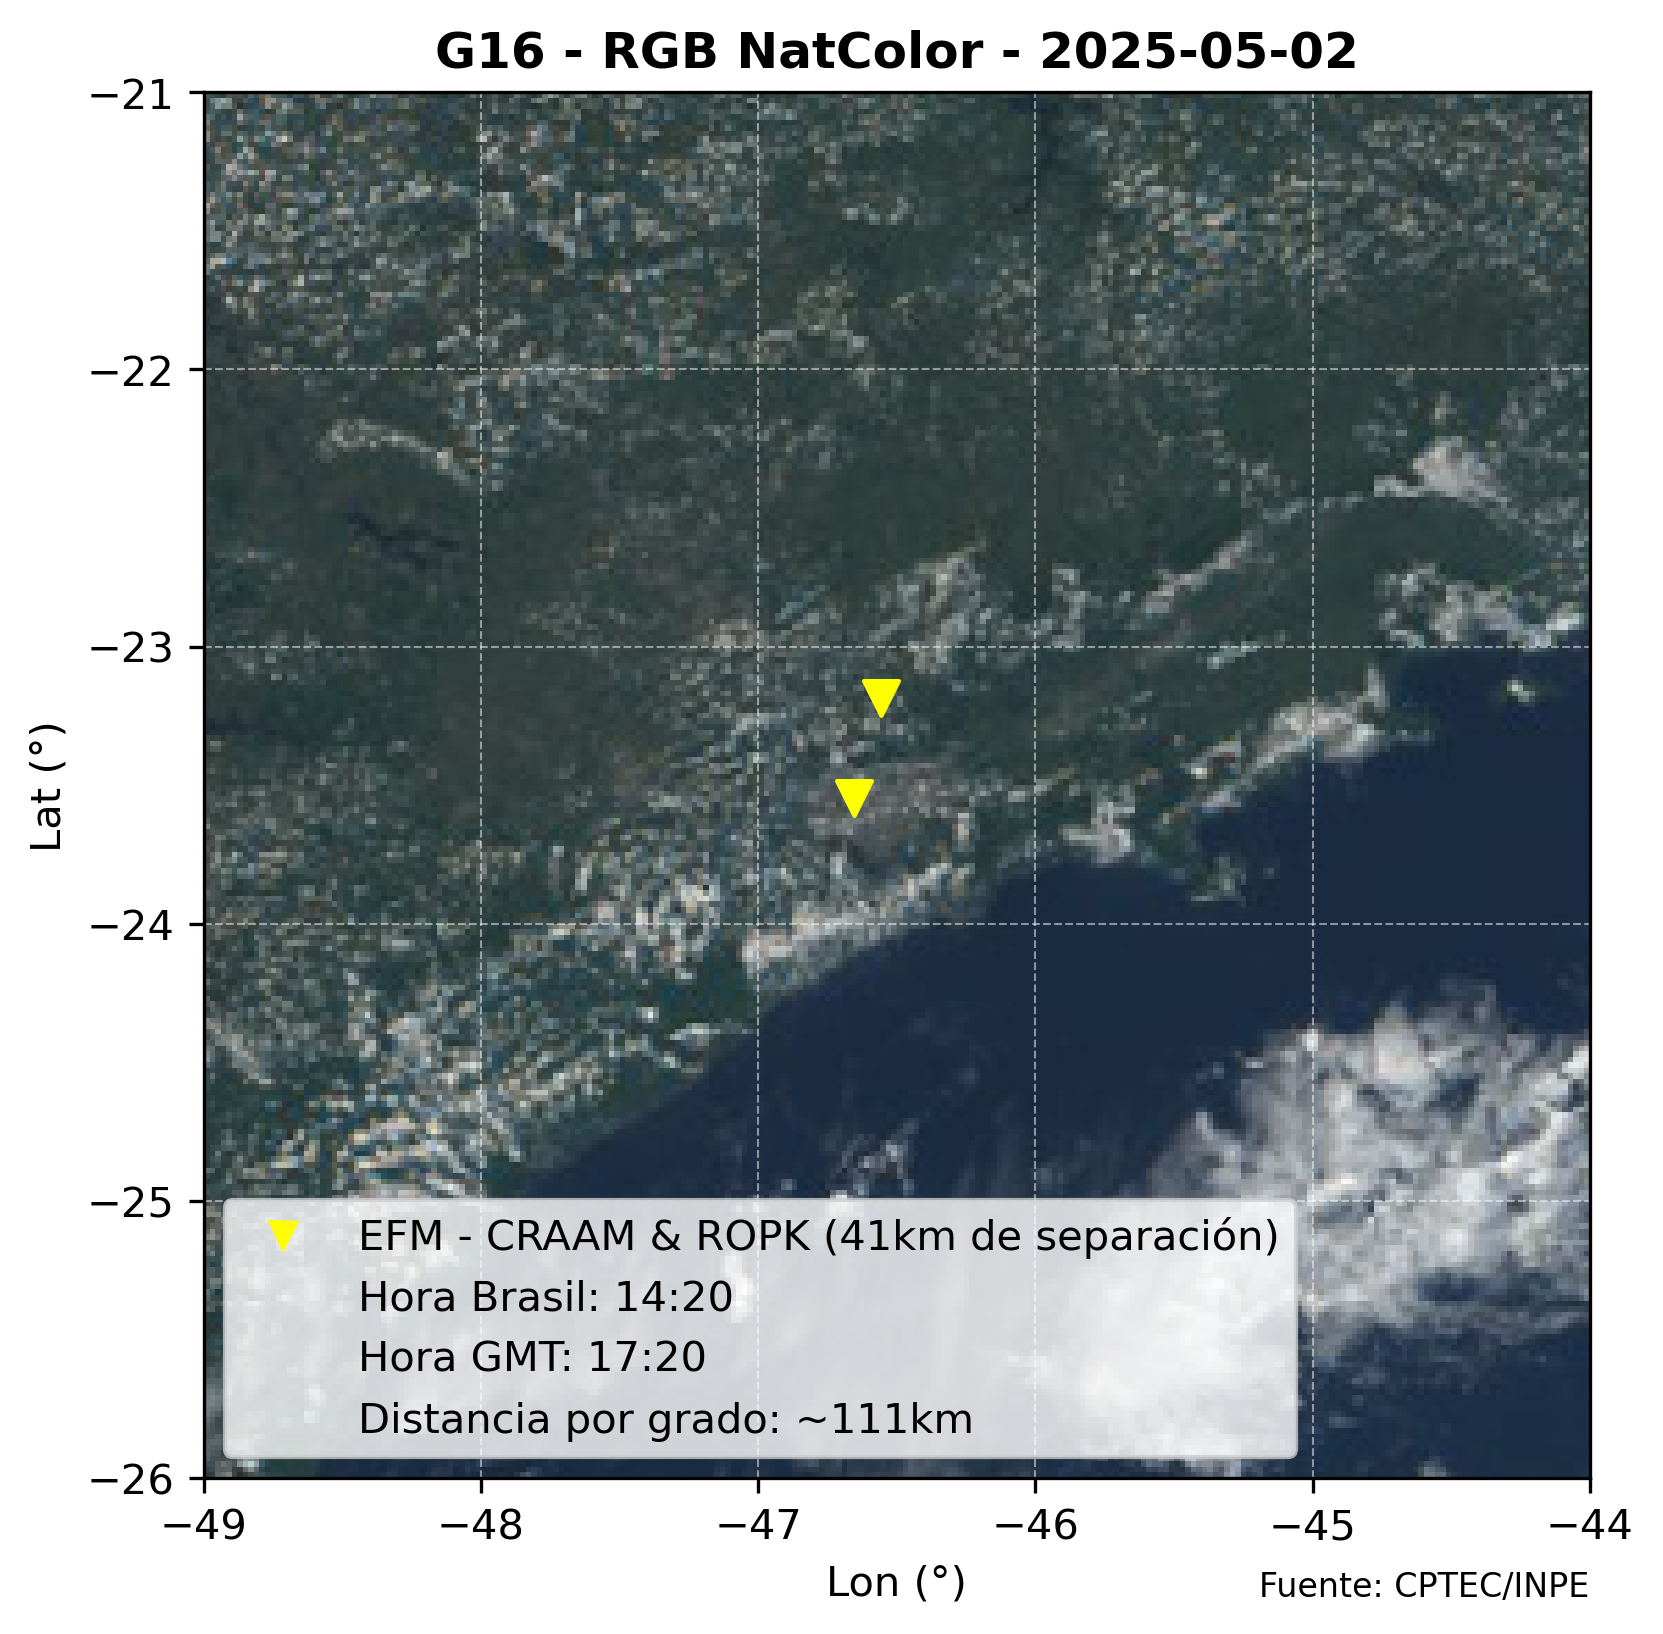 G16 - RGB NatColor - 2025-05-02
−21
−22
−23
−24
−25
−26
Lat (°)
EFM - CRAAM & ROPK (41km de separación)
Hora Brasil: 14:20
Hora GMT: 17:20
Distancia por grado: ~111km
−49
−48
−47
−46
−45
−44
Lon (°)
Fuente: CPTEC/INPE